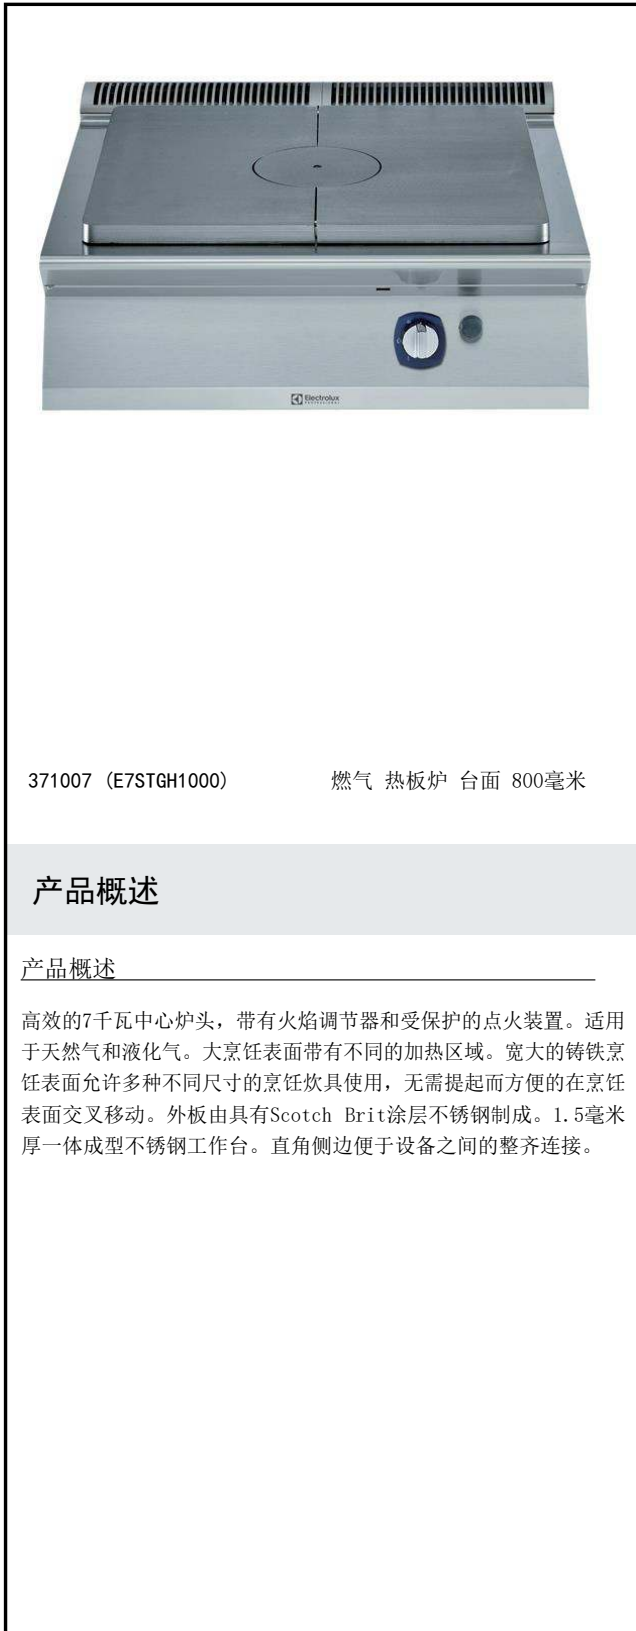 Electrolux
PROFESSIONAL
371007 (E7STGH1000) 燃气 热板炉 台面 800毫米
产品概述
产品概述
高效的7千瓦中心炉头，带有火焰调节器和受保护的点火装置。适用
于天然气和液化气。大烹饪表面带有不同的加热区域。宽大的铸铁烹
饪表面允许多种不同尺寸的烹饪炊具使用，无需提起而方便的在烹饪
表面交叉移动。外板由具有Scotch Brit涂层不锈钢制成。1.5毫米
厚一体成型不锈钢工作台。直角侧边便于设备之间的整齐连接。